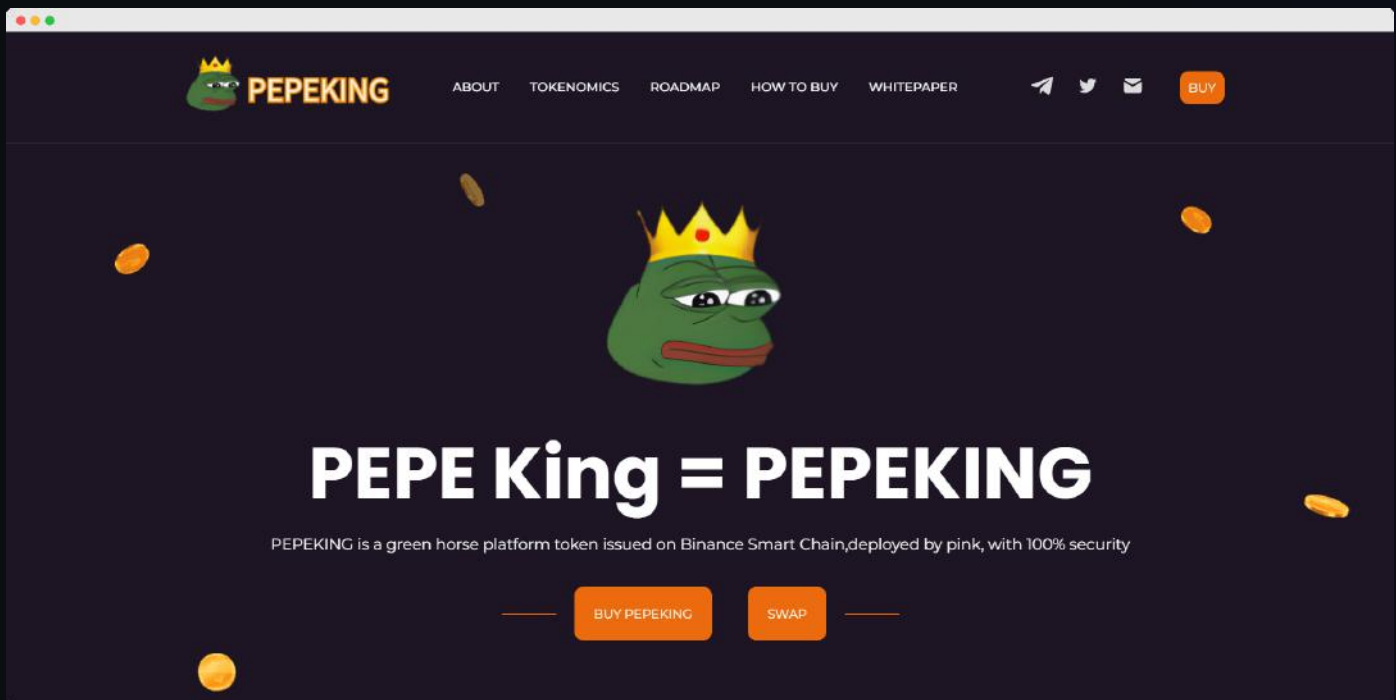 PEPEKING
ABOUT TOKENOMICS ROADMAP HOW TO BUY WHITEPAPER
BUY
PEPE King = PEPEKING
PEPEKING is a green horse platform token issued on Binance Smart Chain,deployed by pink, with 100% security
BUY PEPEKING SWAP